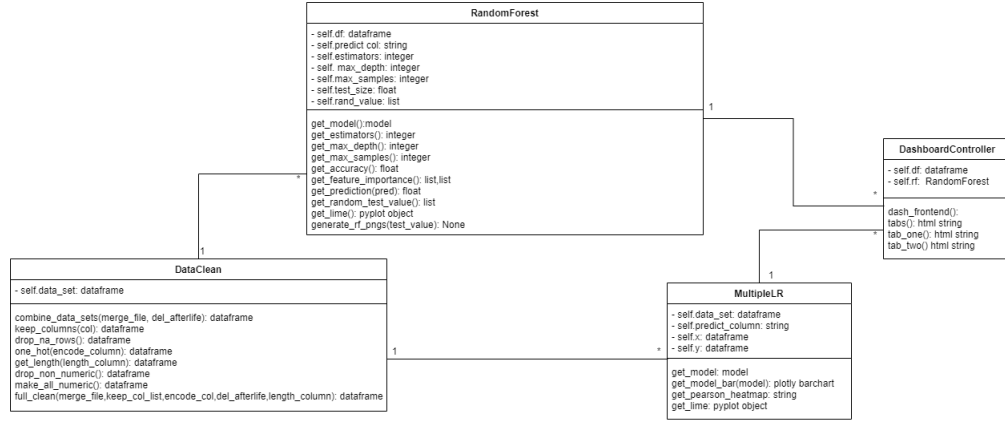 RandomForest
- self.df: dataframe
- self.predict col: string
- self.estimators: integer
- self. max_depth: integer
- self.max_samples: integer
- self.test_size: float
- self.rand_value: list
get_model():model
get_estimators(): integer
get_max_depth(): integer
get_max_samples(): integer
get_accuracy(): float
get_feature_importance(): list,list
get_prediction(pred): float
get_random_test_value(): list
get_lime(): pyplot object
generate_rf_pngs(test_value): None
1
*
DashboardController
- self.df: dataframe
- self.rf:  RandomForest
dash_frontend():
tabs(): html string
tab_one(): html string
tab_two() html string
*
*
1
1
DataClean
- self.data_set: dataframe
combine_data_sets(merge_file, del_afterlife): dataframe
keep_columns(col): dataframe
drop_na_rows(): dataframe
one_hot(encode_column): dataframe
get_length(length_column): dataframe
drop_non_numeric(): dataframe
make_all_numeric(): dataframe
full_clean(merge_file,keep_col_list,encode_col,del_afterlife,length_column): dataframe
1
*
MultipleLR
- self.data_set: dataframe
- self.predict_column: string
- self.x: dataframe
- self.y: dataframe
get_model: model
get_model_bar(model): plotly barchart
get_pearson_heatmap: string
get_lime: pyplot object